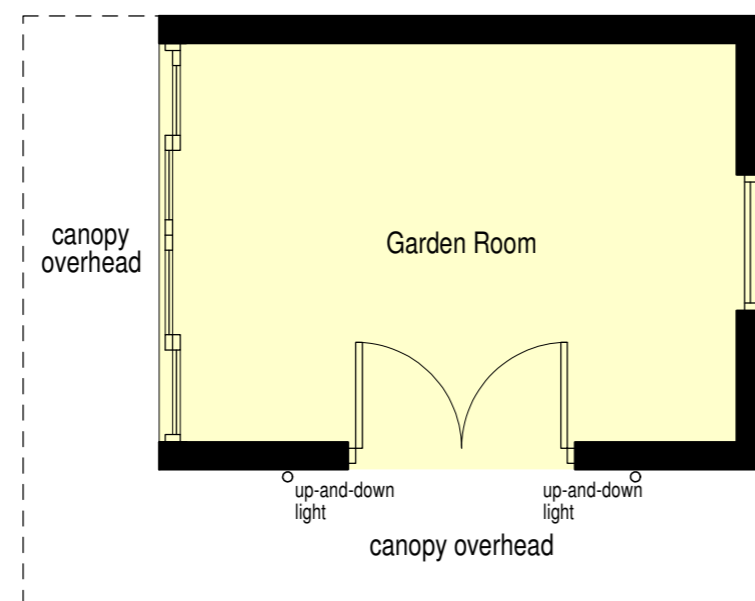 canopy
overhead
Garden Room
up-and-down
light
up-and-down
light
canopy overhead